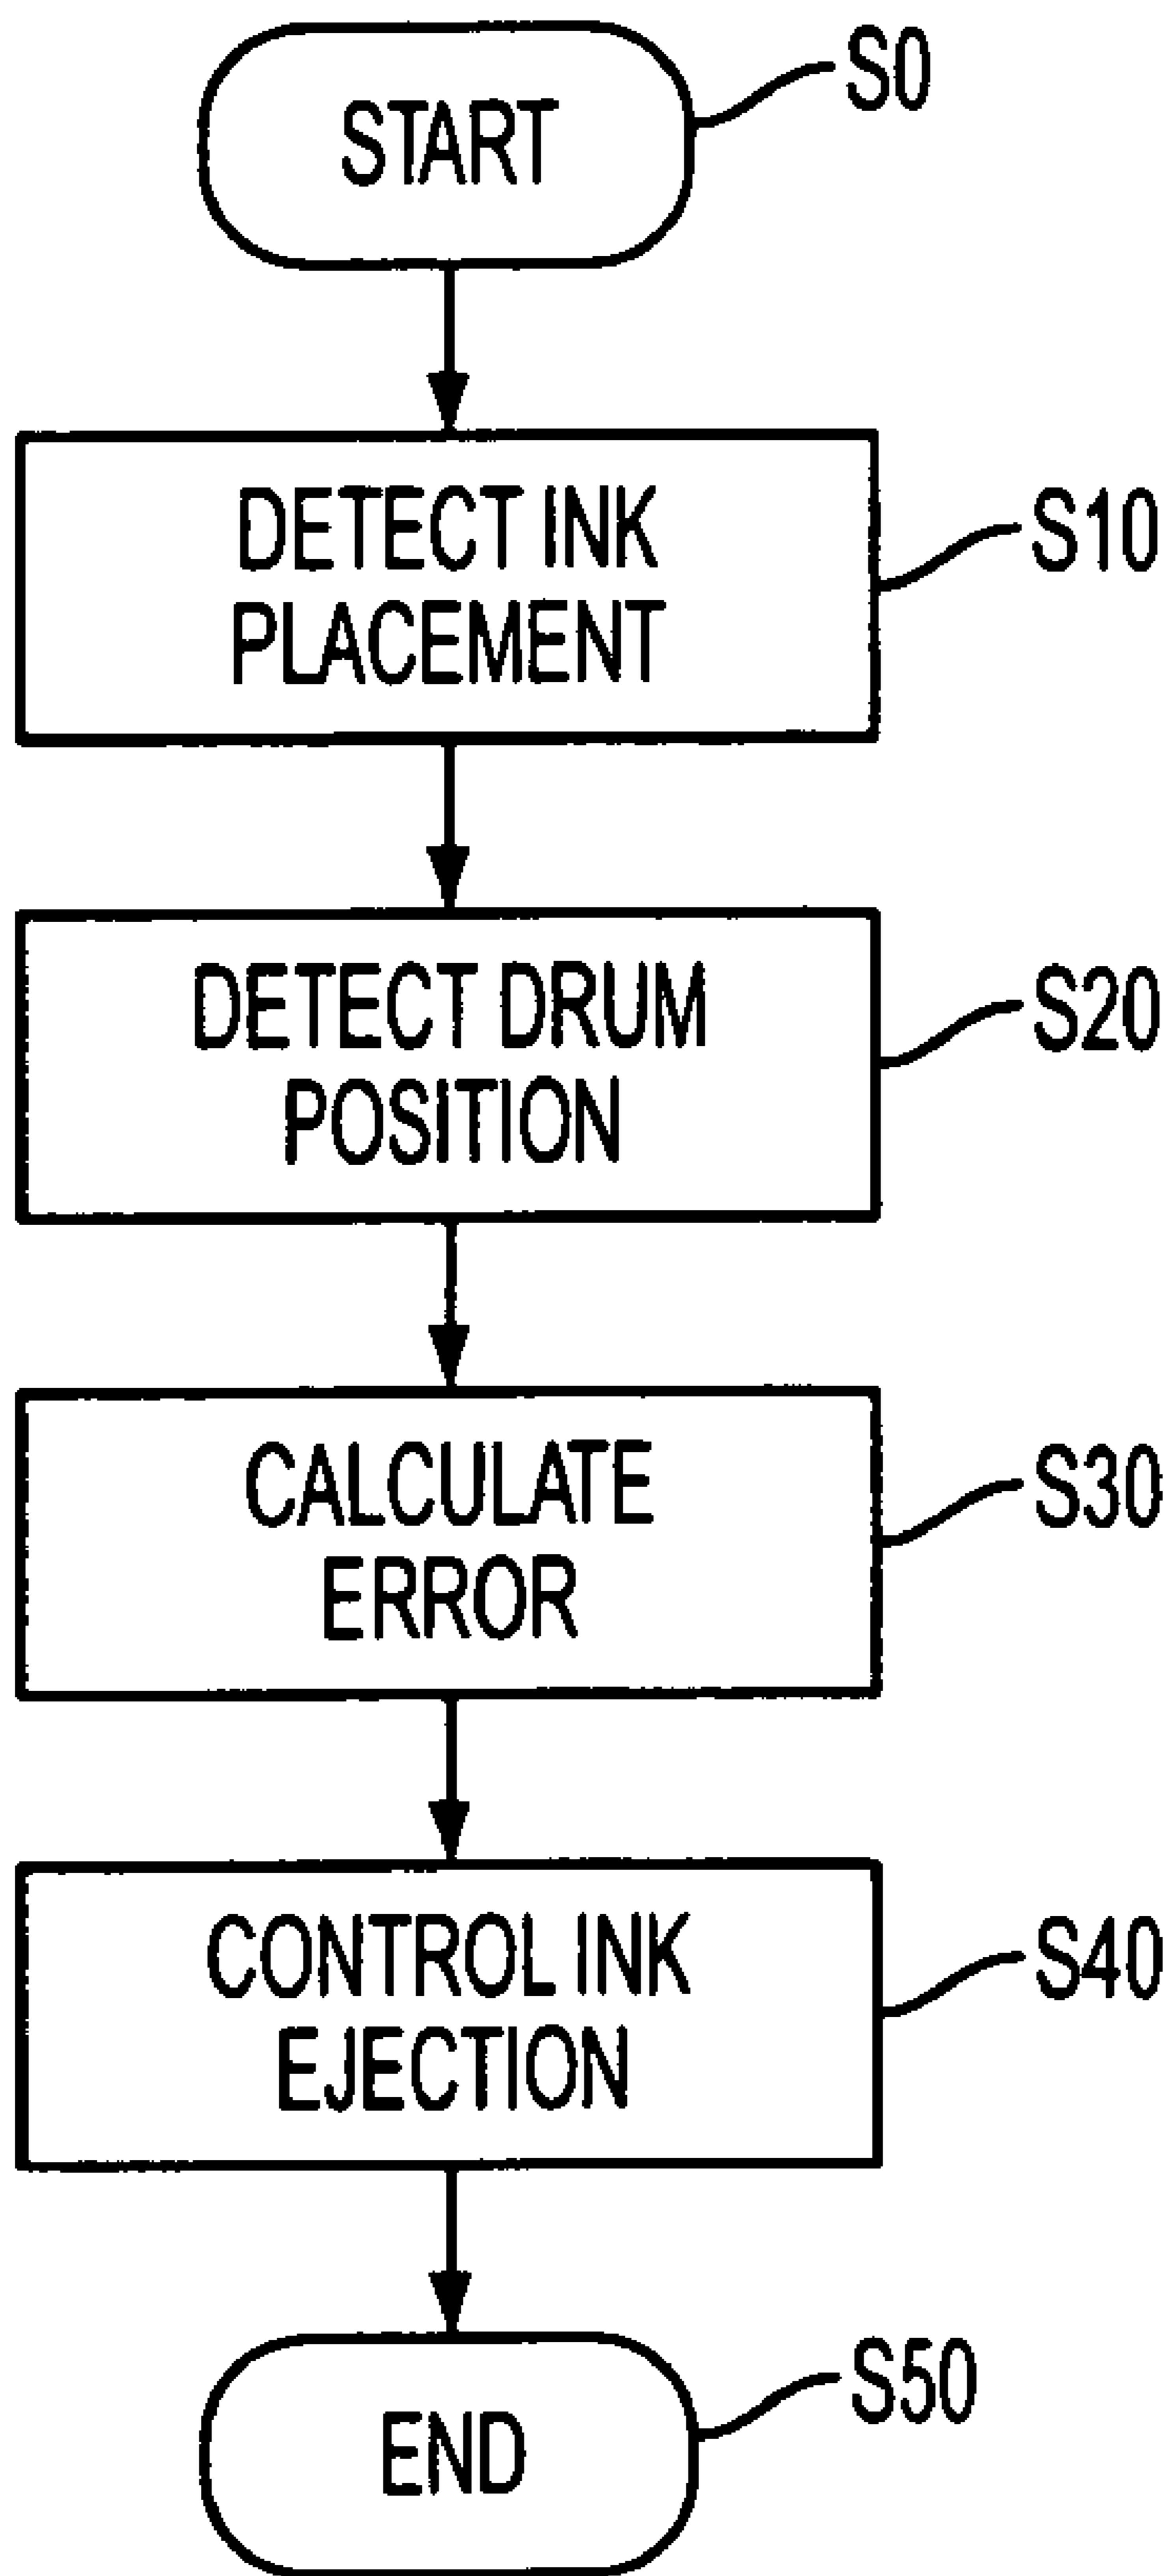 START
S0
DETECT INK
PLACEMENT
S10
DETECT DRUM
POSITION
S20
CALCULATE
ERROR
S30
CONTROL INK
EJECTION
S40
END
S50